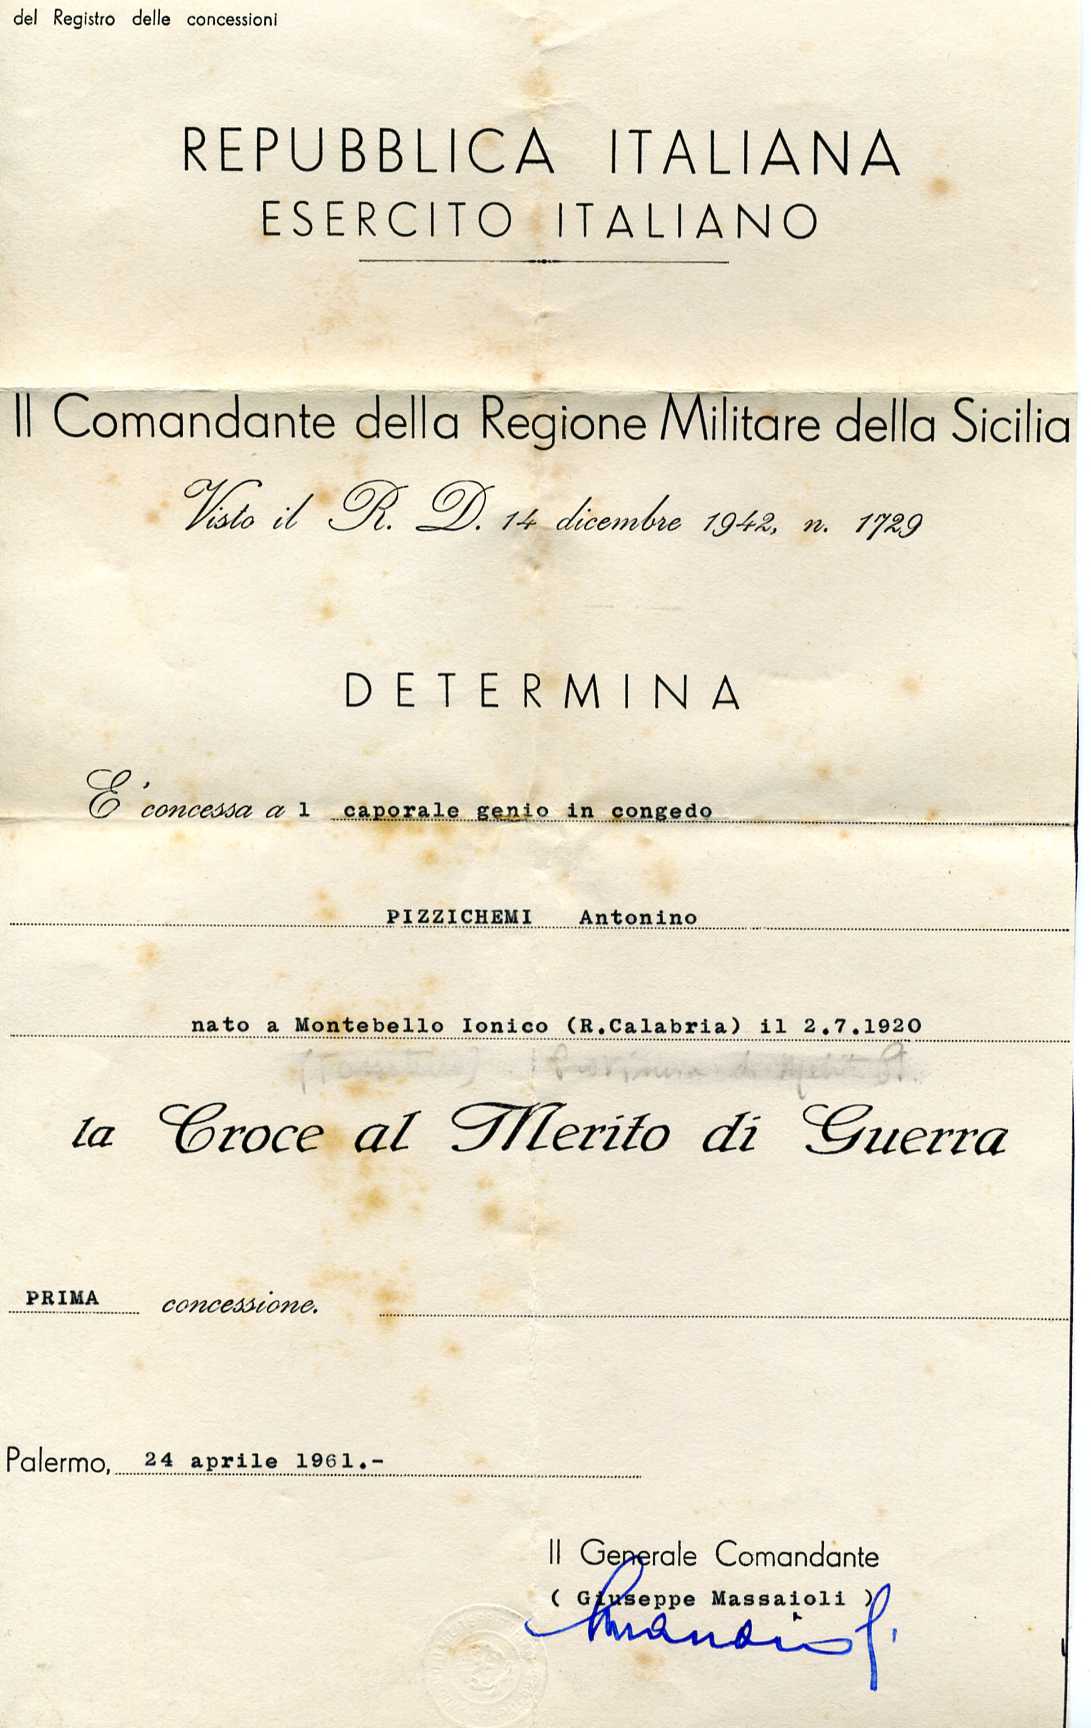 del Registro delle concessioni
REPUBBLICA ITALIANA
ESERCITO ITALIANO
Il Comandante della Regione Militare della Sicilia
Visto il R. D. 14 dicembre 1942, n. 1729
DETERMINA
E' concessa a l caporale genio in congedo
PIZZICHEMI Antonino
nato a Montebello Ionico (R.Calabria) il 2.7.1920
la Croce al Merito di Guerra
PRIMA concessione.
Palermo, 24 aprile 1961.-
Il Generale Comandante
( Giuseppe Massaioli )